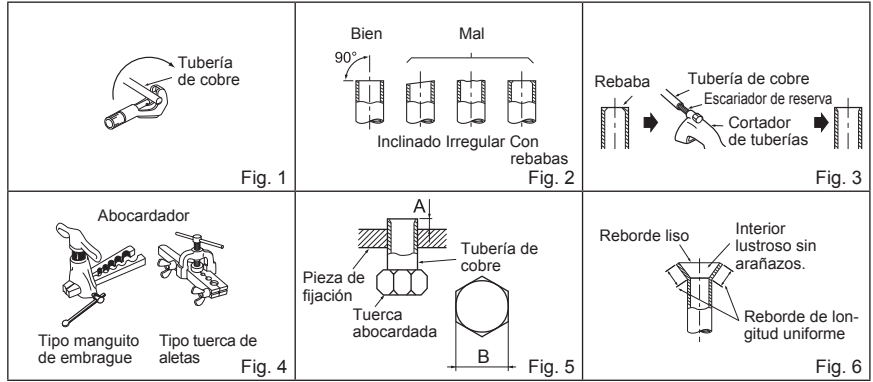 Tubería
de cobre
Fig. 1
Bien
Mal
90°
Inclinado Irregular Con
rebabas
Fig. 2
Rebaba
Tubería de cobre
Escariador de reserva
Cortador
de tuberías
Fig. 3
Abocardador
Tipo manguito
de embrague
Tipo tuerca de
aletas
Fig. 4
A
Tubería de
cobre
Pieza de
fijación
Tuerca
abocardada
B
Fig. 5
Reborde liso
Interior
lustroso sin
arañazos.
Reborde de lon-
gitud uniforme
Fig. 6